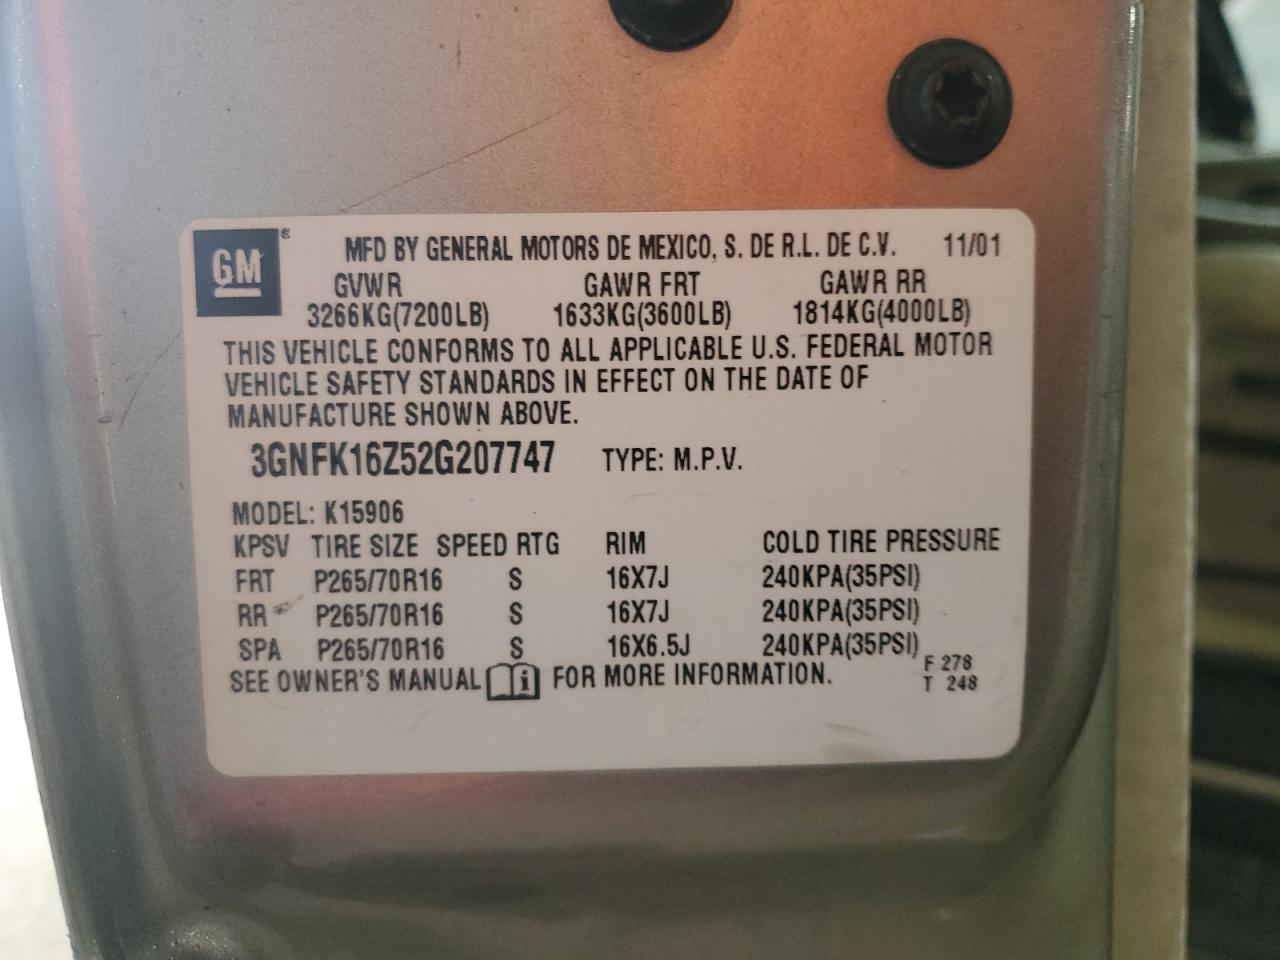 GM ®
MFD BY GENERAL MOTORS DE MEXICO, S. DE R.L. DE C.V. 11/01
GVWR GAWR FRT GAWR RR
3266KG(7200LB) 1633KG(3600LB) 1814KG(4000LB)
THIS VEHICLE CONFORMS TO ALL APPLICABLE U.S. FEDERAL MOTOR
VEHICLE SAFETY STANDARDS IN EFFECT ON THE DATE OF
MANUFACTURE SHOWN ABOVE.
3GNFK16Z52G207747 TYPE: M.P.V.
MODEL: K15906
KPSV TIRE SIZE SPEED RTG RIM COLD TIRE PRESSURE
FRT P265/70R16 S 16X7J 240KPA(35PSI)
RR P265/70R16 S 16X7J 240KPA(35PSI)
SPA P265/70R16 S 16X6.5J 240KPA(35PSI)
SEE OWNER'S MANUAL i FOR MORE INFORMATION.
F 278
T 248